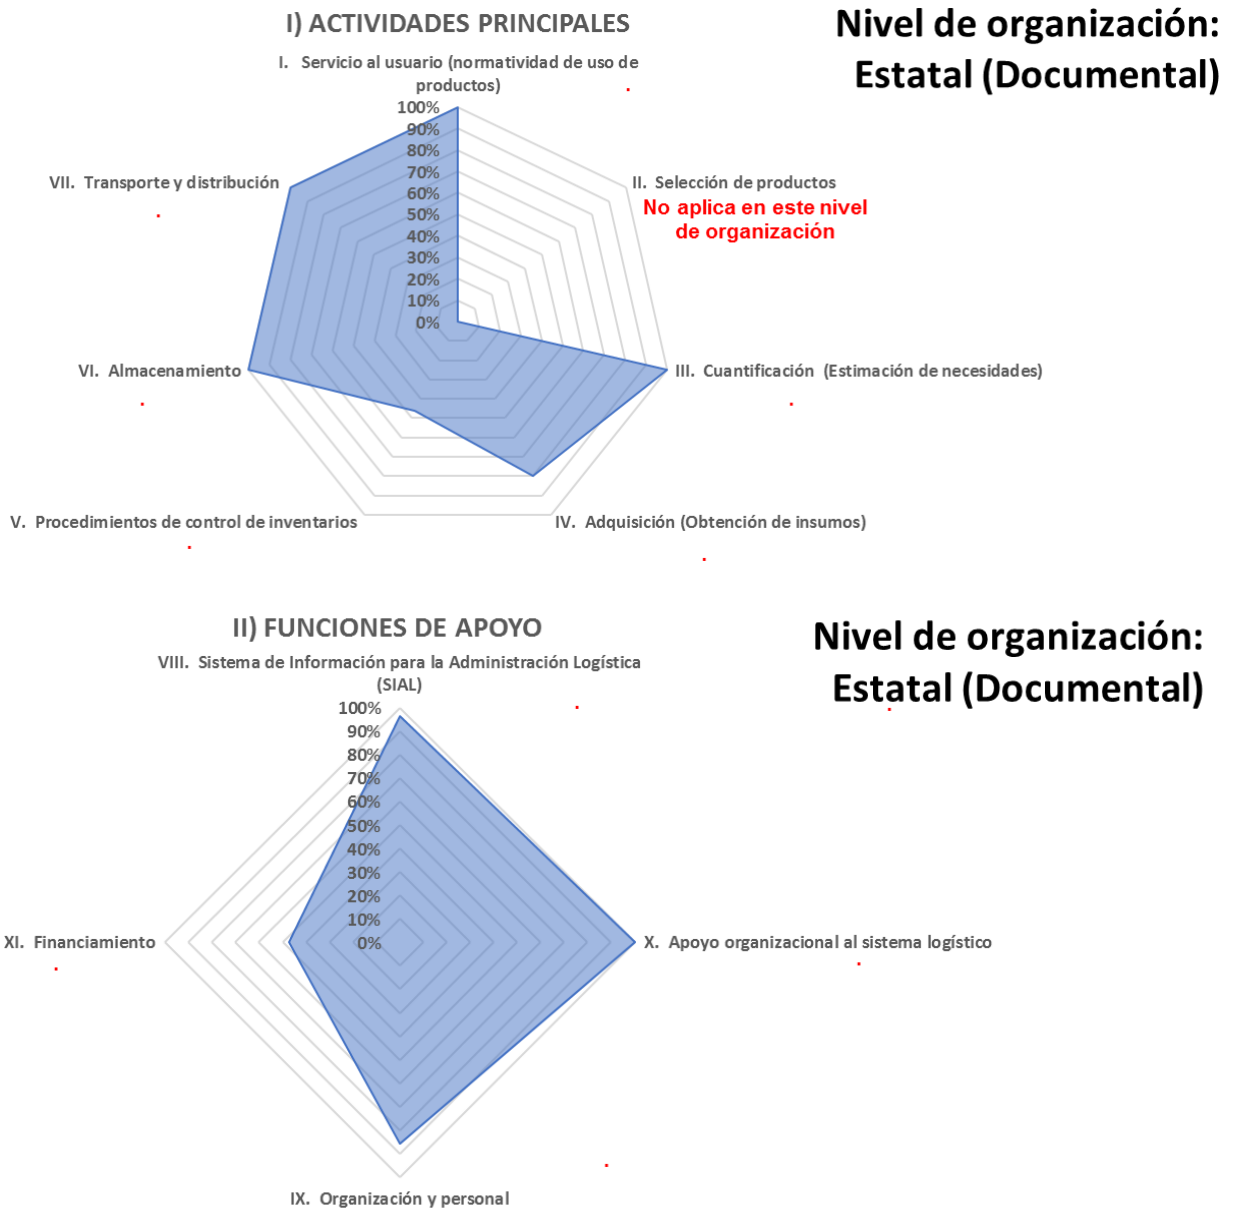 I) ACTIVIDADES PRINCIPALES
Nivel de organización:
Estatal (Documental)
I. Servicio al usuario (normatividad de uso de
productos)
100%
90%
80%
70%
60%
50%
40%
30%
20%
10%
0%
VII. Transporte y distribución
II. Selección de productos
No aplica en este nivel
de organización
VI. Almacenamiento
III. Cuantificación (Estimación de necesidades)
V. Procedimientos de control de inventarios
IV. Adquisición (Obtención de insumos)
II) FUNCIONES DE APOYO
Nivel de organización:
Estatal (Documental)
VIII. Sistema de Información para la Administración Logística
(SIAL)
100%
90%
80%
70%
60%
50%
40%
30%
20%
10%
0%
XI. Financiamiento
X. Apoyo organizacional al sistema logístico
IX. Organización y personal